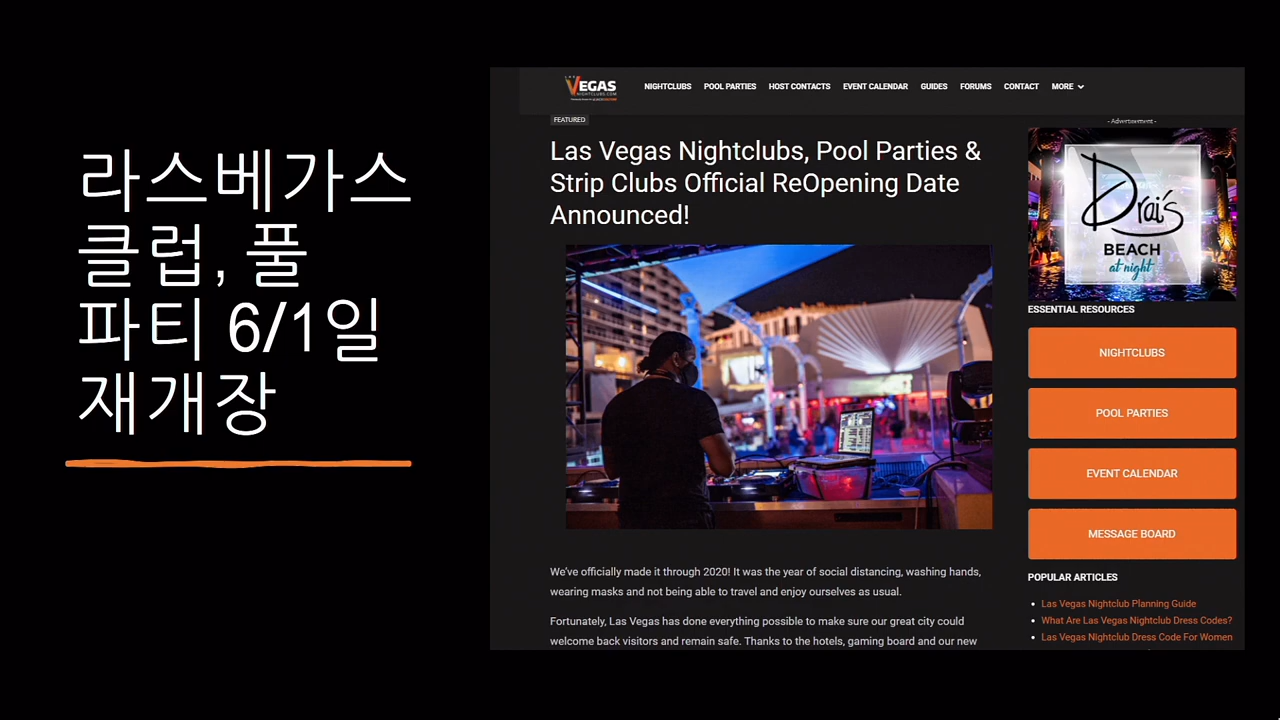 라스베가스
클럽, 풀
파티 6/1일
재개장
VEGAS
NIGHTCLUBS.COM
NIGHTCLUBS POOL PARTIES HOST CONTACTS EVENT CALENDAR GUIDES FORUMS CONTACT MORE
FEATURED
Las Vegas Nightclubs, Pool Parties &
Strip Clubs Official ReOpening Date
Announced!
We've officially made it through 2020! It was the year of social distancing, washing hands,
wearing masks and not being able to travel and enjoy ourselves as usual.
Fortunately, Las Vegas has done everything possible to make sure our great city could
welcome back visitors and remain safe. Thanks to the hotels, gaming board and our new
- Advertisement -
Drai's
BEACH
at night
ESSENTIAL RESOURCES
NIGHTCLUBS
POOL PARTIES
EVENT CALENDAR
MESSAGE BOARD
POPULAR ARTICLES
Las Vegas Nightclub Planning Guide
What Are Las Vegas Nightclub Dress Codes?
Las Vegas Nightclub Dress Code For Women